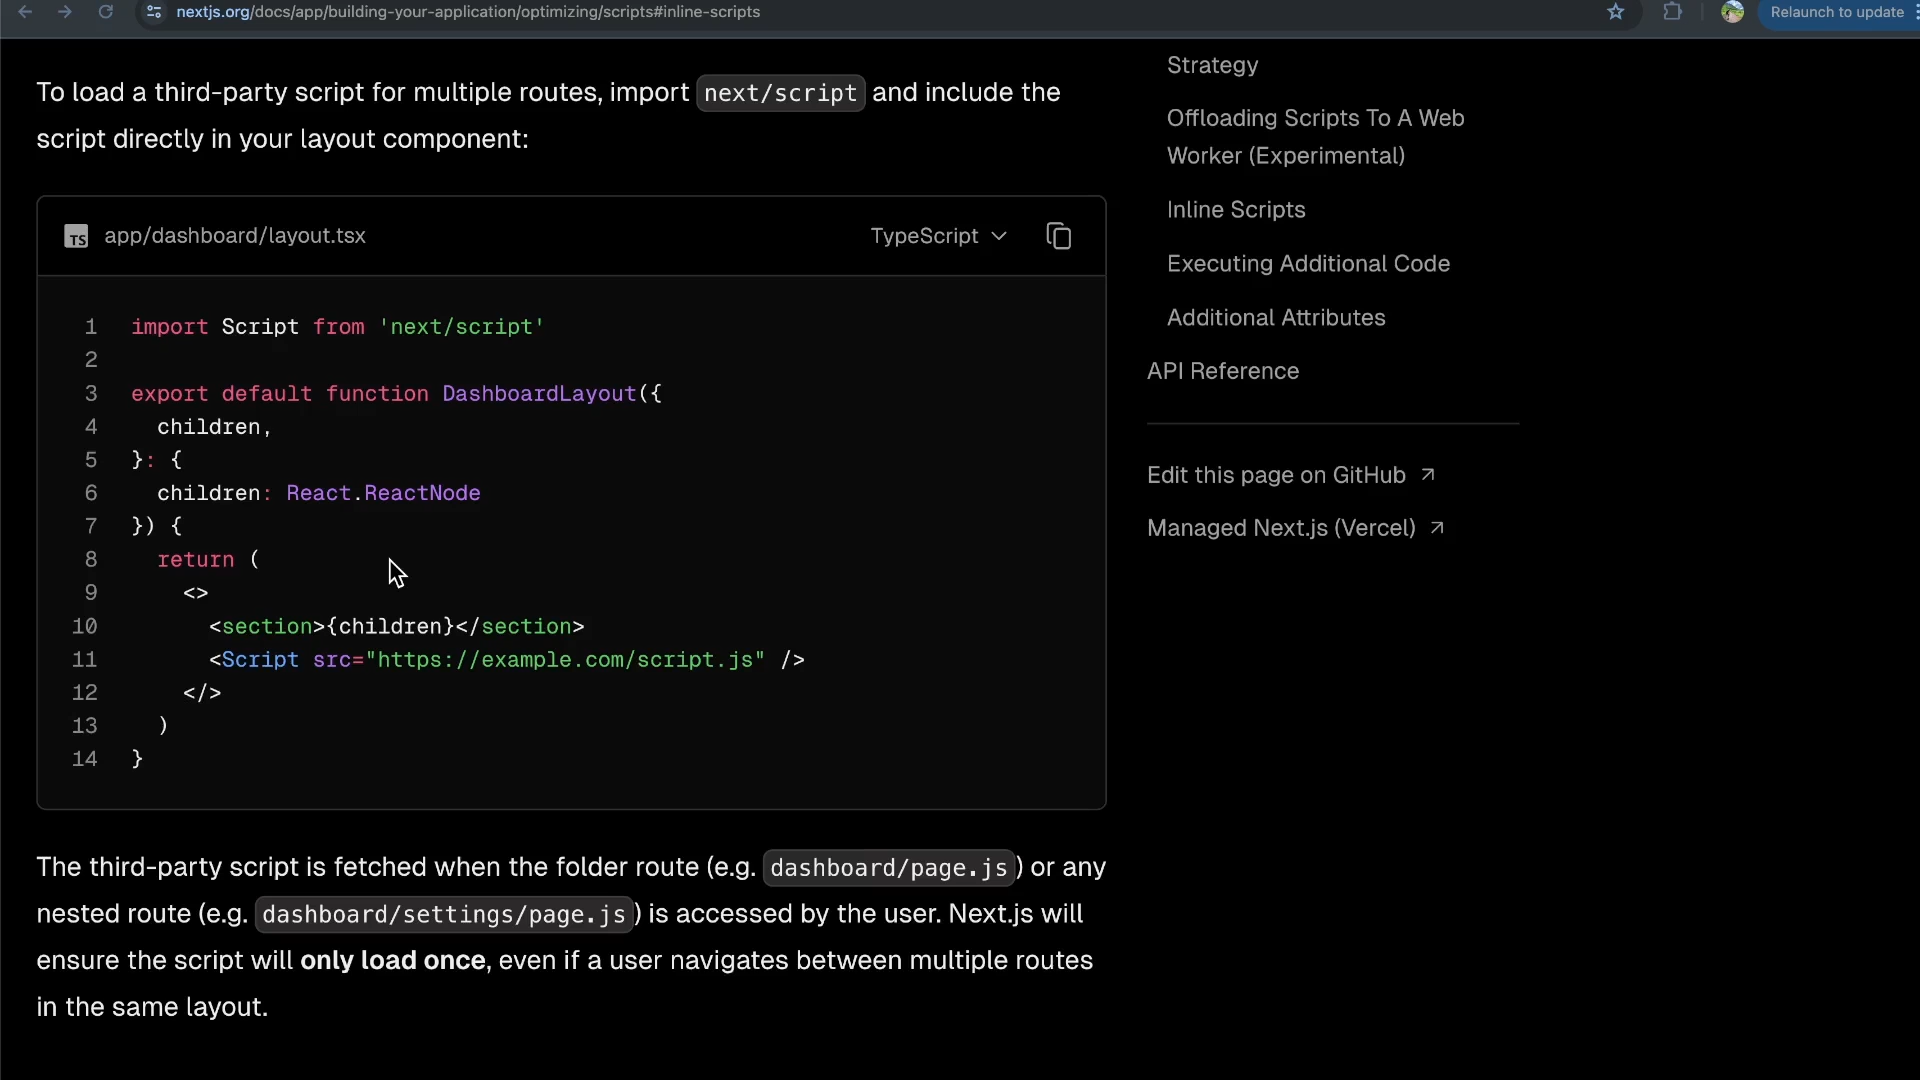 nextjs.org/docs/app/building-your-application/optimizing/scripts#inline-scripts
Relaunch to update
To load a third-party script for multiple routes, import next/script and include the
script directly in your layout component:
TS app/dashboard/layout.tsx
TypeScript
1 import Script from 'next/script'
2
3 export default function DashboardLayout({
4   children,
5 }: {
6   children: React.ReactNode
7 }) {
8   return (
9     <>
10       <section>{children}</section>
11       <Script src="https://example.com/script.js" />
12     </>
13   )
14 }
The third-party script is fetched when the folder route (e.g. dashboard/page.js) or any
nested route (e.g. dashboard/settings/page.js) is accessed by the user. Next.js will
ensure the script will only load once, even if a user navigates between multiple routes
in the same layout.
Strategy
Offloading Scripts To A Web
Worker (Experimental)
Inline Scripts
Executing Additional Code
Additional Attributes
API Reference
Edit this page on GitHub
Managed Next.js (Vercel)